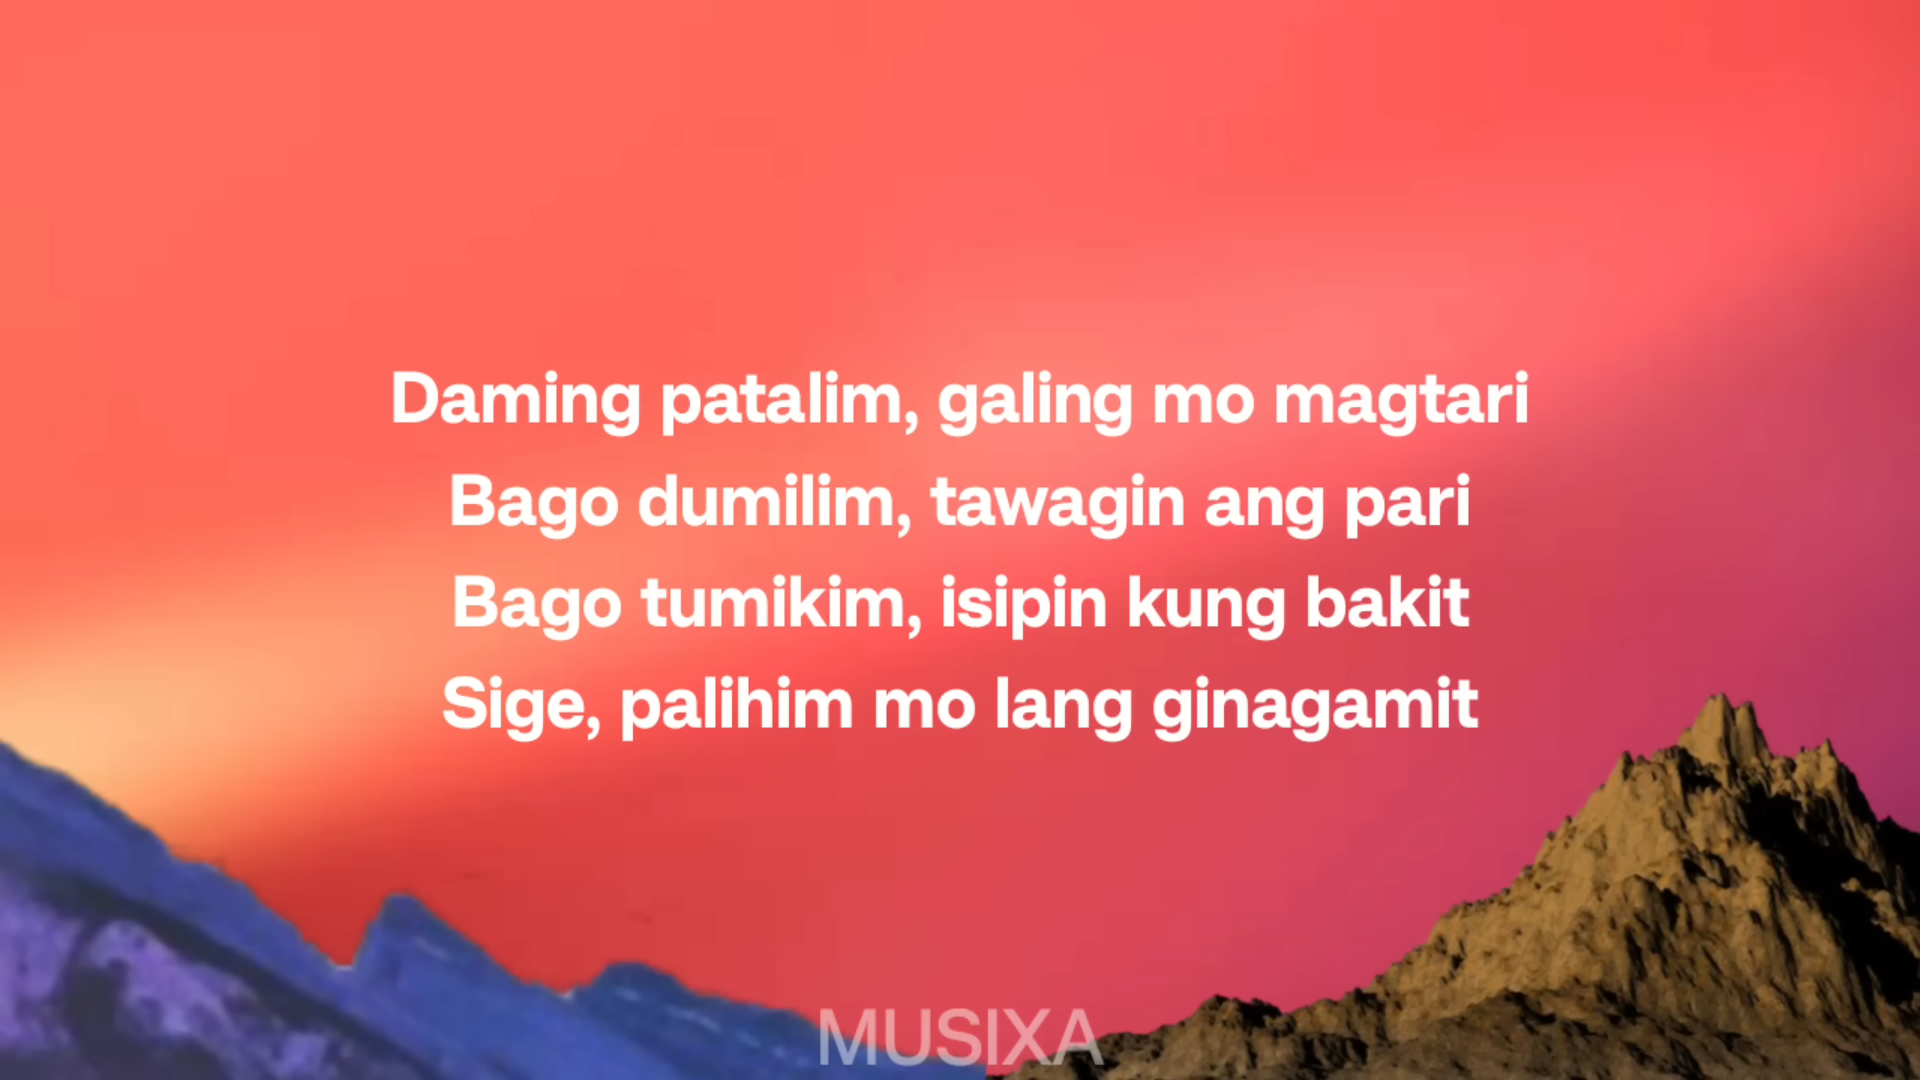 Daming patalim, galing mo magtari
Bago dumilim, tawagin ang pari
Bago tumikim, isipin kung bakit
Sige, palihim mo lang ginagamit
MUSIXA